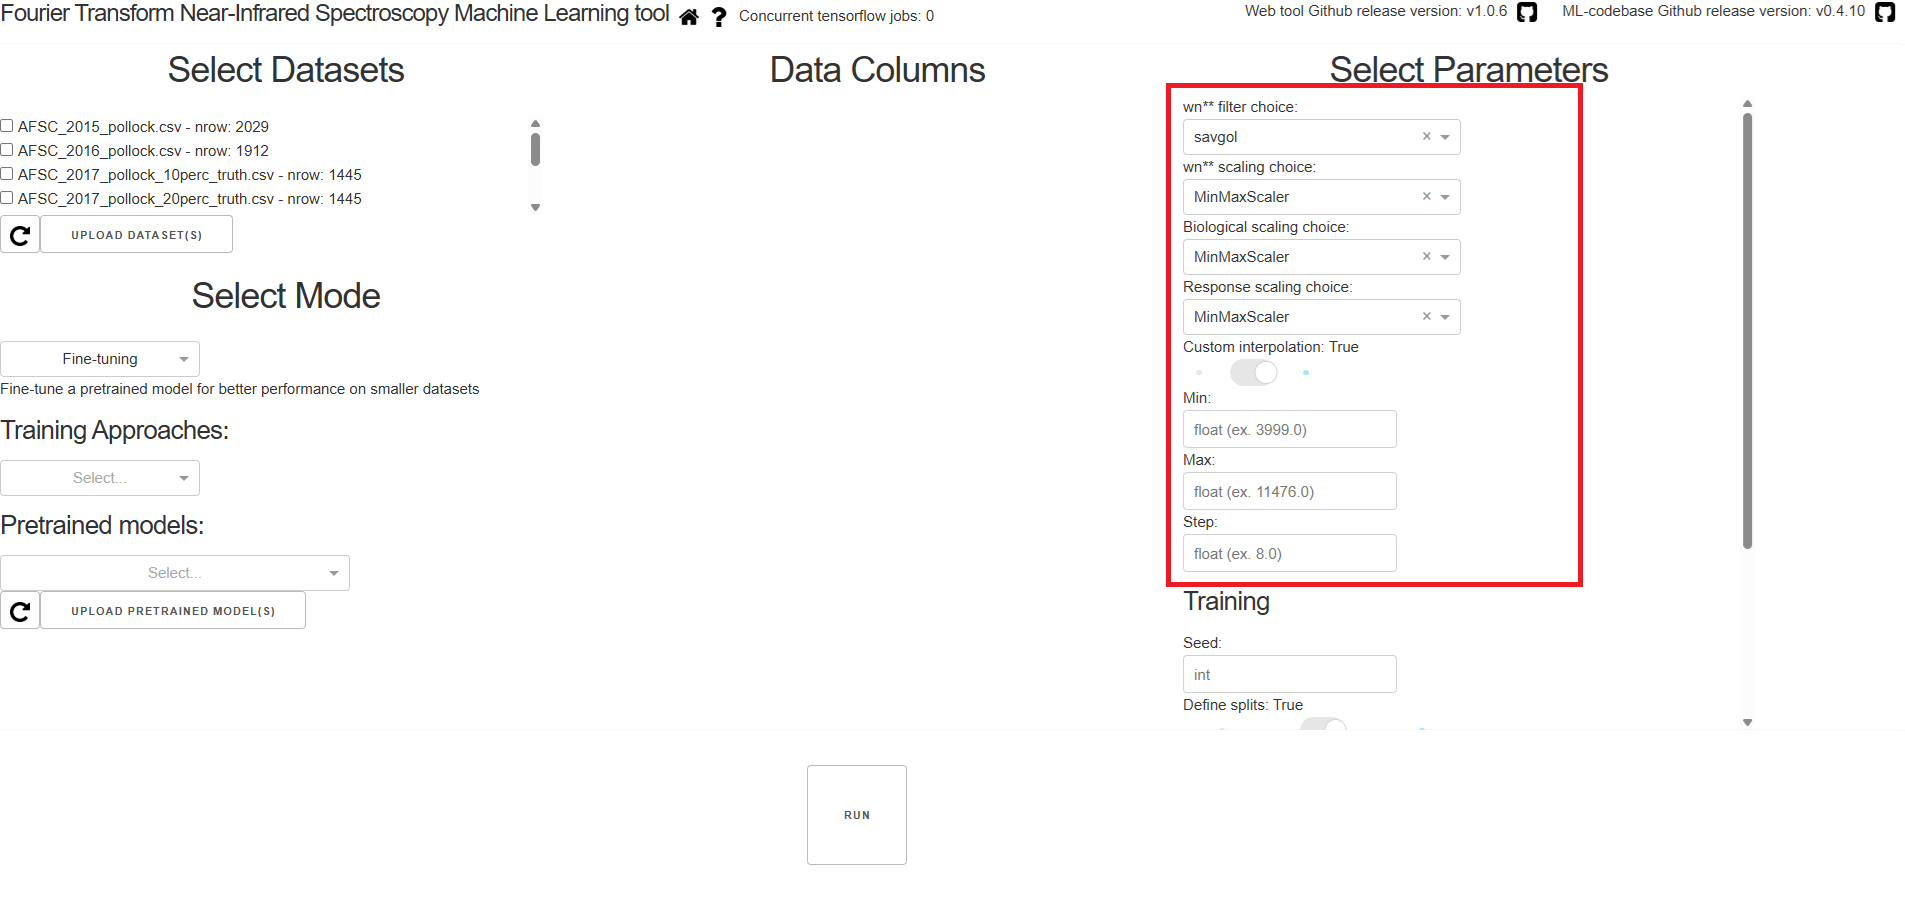 Fourier Transform Near-Infrared Spectroscopy Machine Learning tool
Concurrent tensorflow jobs: 0
Web tool Github release version: v1.0.6
ML-codebase Github release version: v0.4.10
Select Datasets
AFSC_2015_pollock.csv - nrow: 2029
AFSC_2016_pollock.csv - nrow: 1912
AFSC_2017_pollock_10perc_truth.csv - nrow: 1445
AFSC_2017_pollock_20perc_truth.csv - nrow: 1445
UPLOAD DATASET(S)
Select Mode
Fine-tuning
Fine-tune a pretrained model for better performance on smaller datasets
Training Approaches:
Select...
Pretrained models:
Select...
UPLOAD PRETRAINED MODEL(S)
Data Columns
Select Parameters
wn** filter choice:
savgol
wn** scaling choice:
MinMaxScaler
Biological scaling choice:
MinMaxScaler
Response scaling choice:
MinMaxScaler
Custom interpolation: True
Min:
float (ex. 3999.0)
Max:
float (ex. 11476.0)
Step:
float (ex. 8.0)
Training
Seed:
int
Define splits: True
RUN